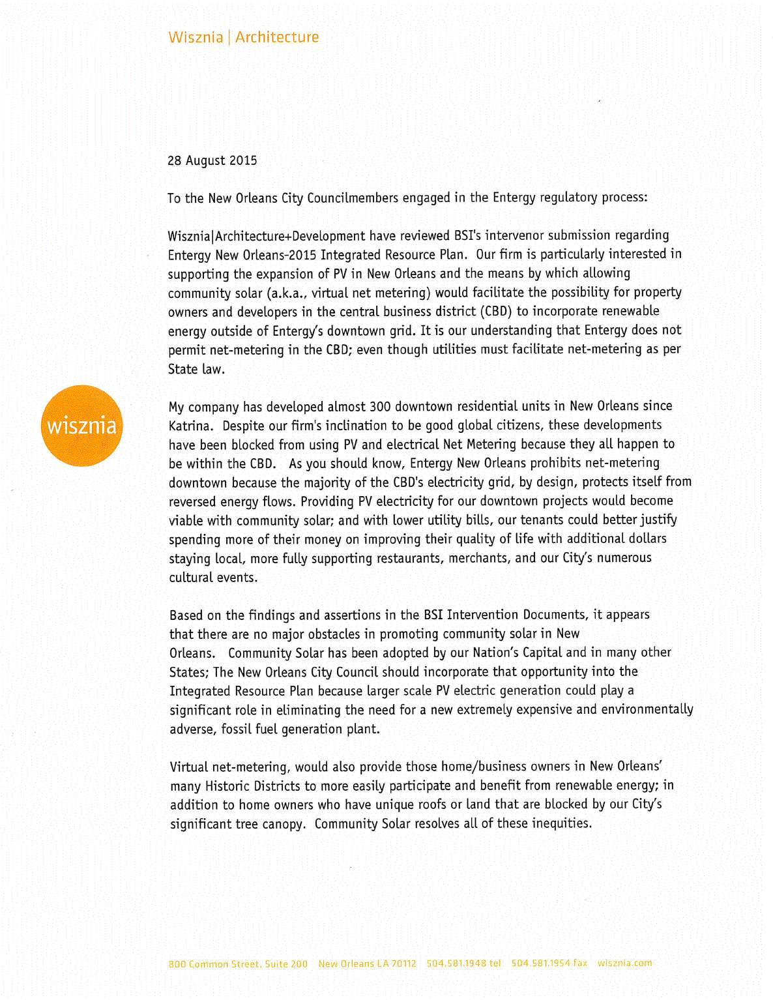 Wisznia | Architecture
28 August 2015
To the New Orleans City Councilmembers engaged in the Entergy regulatory process:
Wisznia|Architecture+Development have reviewed BSI's intervenor submission regarding
Entergy New Orleans-2015 Integrated Resource Plan.  Our firm is particularly interested in
supporting the expansion of PV in New Orleans and the means by which allowing
community solar (a.k.a., virtual net metering) would facilitate the possibility for property
owners and developers in the central business district (CBD) to incorporate renewable
energy outside of Entergy's downtown grid. It is our understanding that Entergy does not
permit net-metering in the CBD; even though utilities must facilitate net-metering as per
State law.
wisznia
My company has developed almost 300 downtown residential units in New Orleans since
Katrina.  Despite our firm's inclination to be good global citizens, these developments
have been blocked from using PV and electrical Net Metering because they all happen to
be within the CBD.   As you should know, Entergy New Orleans prohibits net-metering
downtown because the majority of the CBD's electricity grid, by design, protects itself from
reversed energy flows. Providing PV electricity for our downtown projects would become
viable with community solar; and with lower utility bills, our tenants could better justify
spending more of their money on improving their quality of life with additional dollars
staying local, more fully supporting restaurants, merchants, and our City's numerous
cultural events.
Based on the findings and assertions in the BSI Intervention Documents, it appears
that there are no major obstacles in promoting community solar in New
Orleans.   Community Solar has been adopted by our Nation's Capital and in many other
States; The New Orleans City Council should incorporate that opportunity into the
Integrated Resource Plan because larger scale PV electric generation could play a
significant role in eliminating the need for a new extremely expensive and environmentally
adverse, fossil fuel generation plant.
Virtual net-metering, would also provide those home/business owners in New Orleans'
many Historic Districts to more easily participate and benefit from renewable energy; in
addition to home owners who have unique roofs or land that are blocked by our City's
significant tree canopy.  Community Solar resolves all of these inequities.
800 Common Street, Suite 200   New Orleans LA 70112   504.581.1948 tel   504.581.1954 fax   wisznia.com